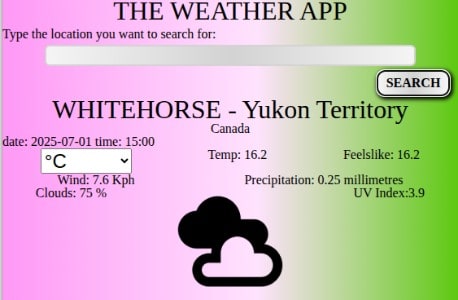 THE WEATHER APP
Type the location you want to search for:
SEARCH
WHITEHORSE - Yukon Territory
Canada
date: 2025-07-01 time: 15:00
°C
Temp: 16.2
Feelslike: 16.2
Wind: 7.6 Kph
Precipitation: 0.25 millimetres
Clouds: 75 %
UV Index:3.9